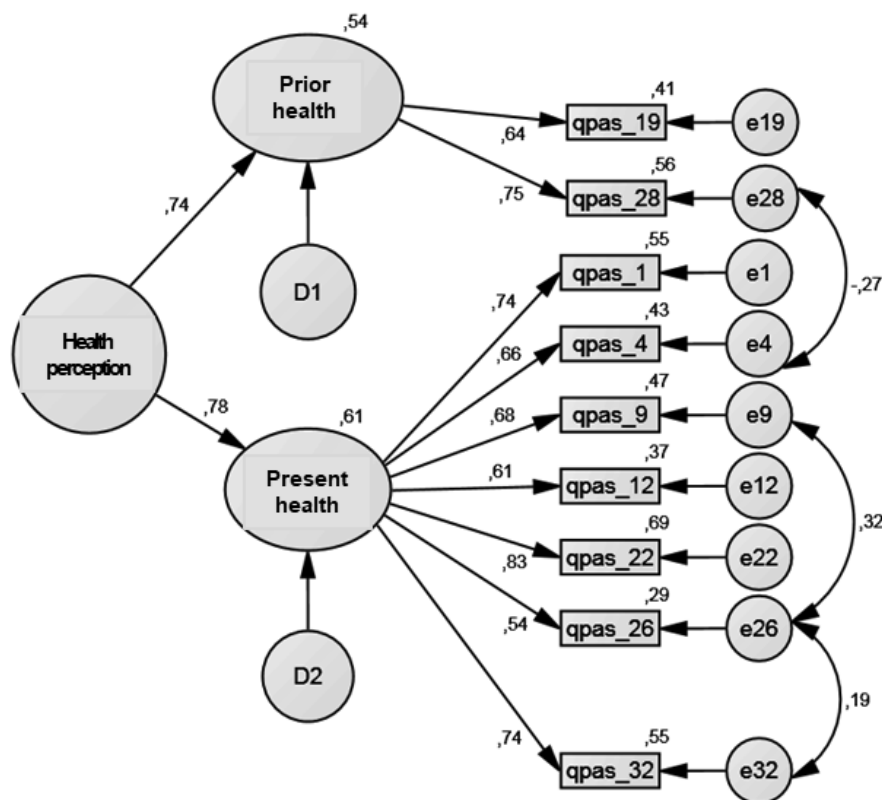 ,54
Prior
health
,41
qpas_19
e19
,64
,56
qpas_28
e28
,75
,74
,55
qpas_1
e1
-,27
D1
,74
,43
qpas_4
e4
,66
Health
perception
,47
qpas_9
e9
,68
,78
,61
,37
qpas_12
e12
,61
Present
health
,69
qpas_22
e22
,32
,83
,29
qpas_26
e26
,54
D2
,19
,74
,55
qpas_32
e32